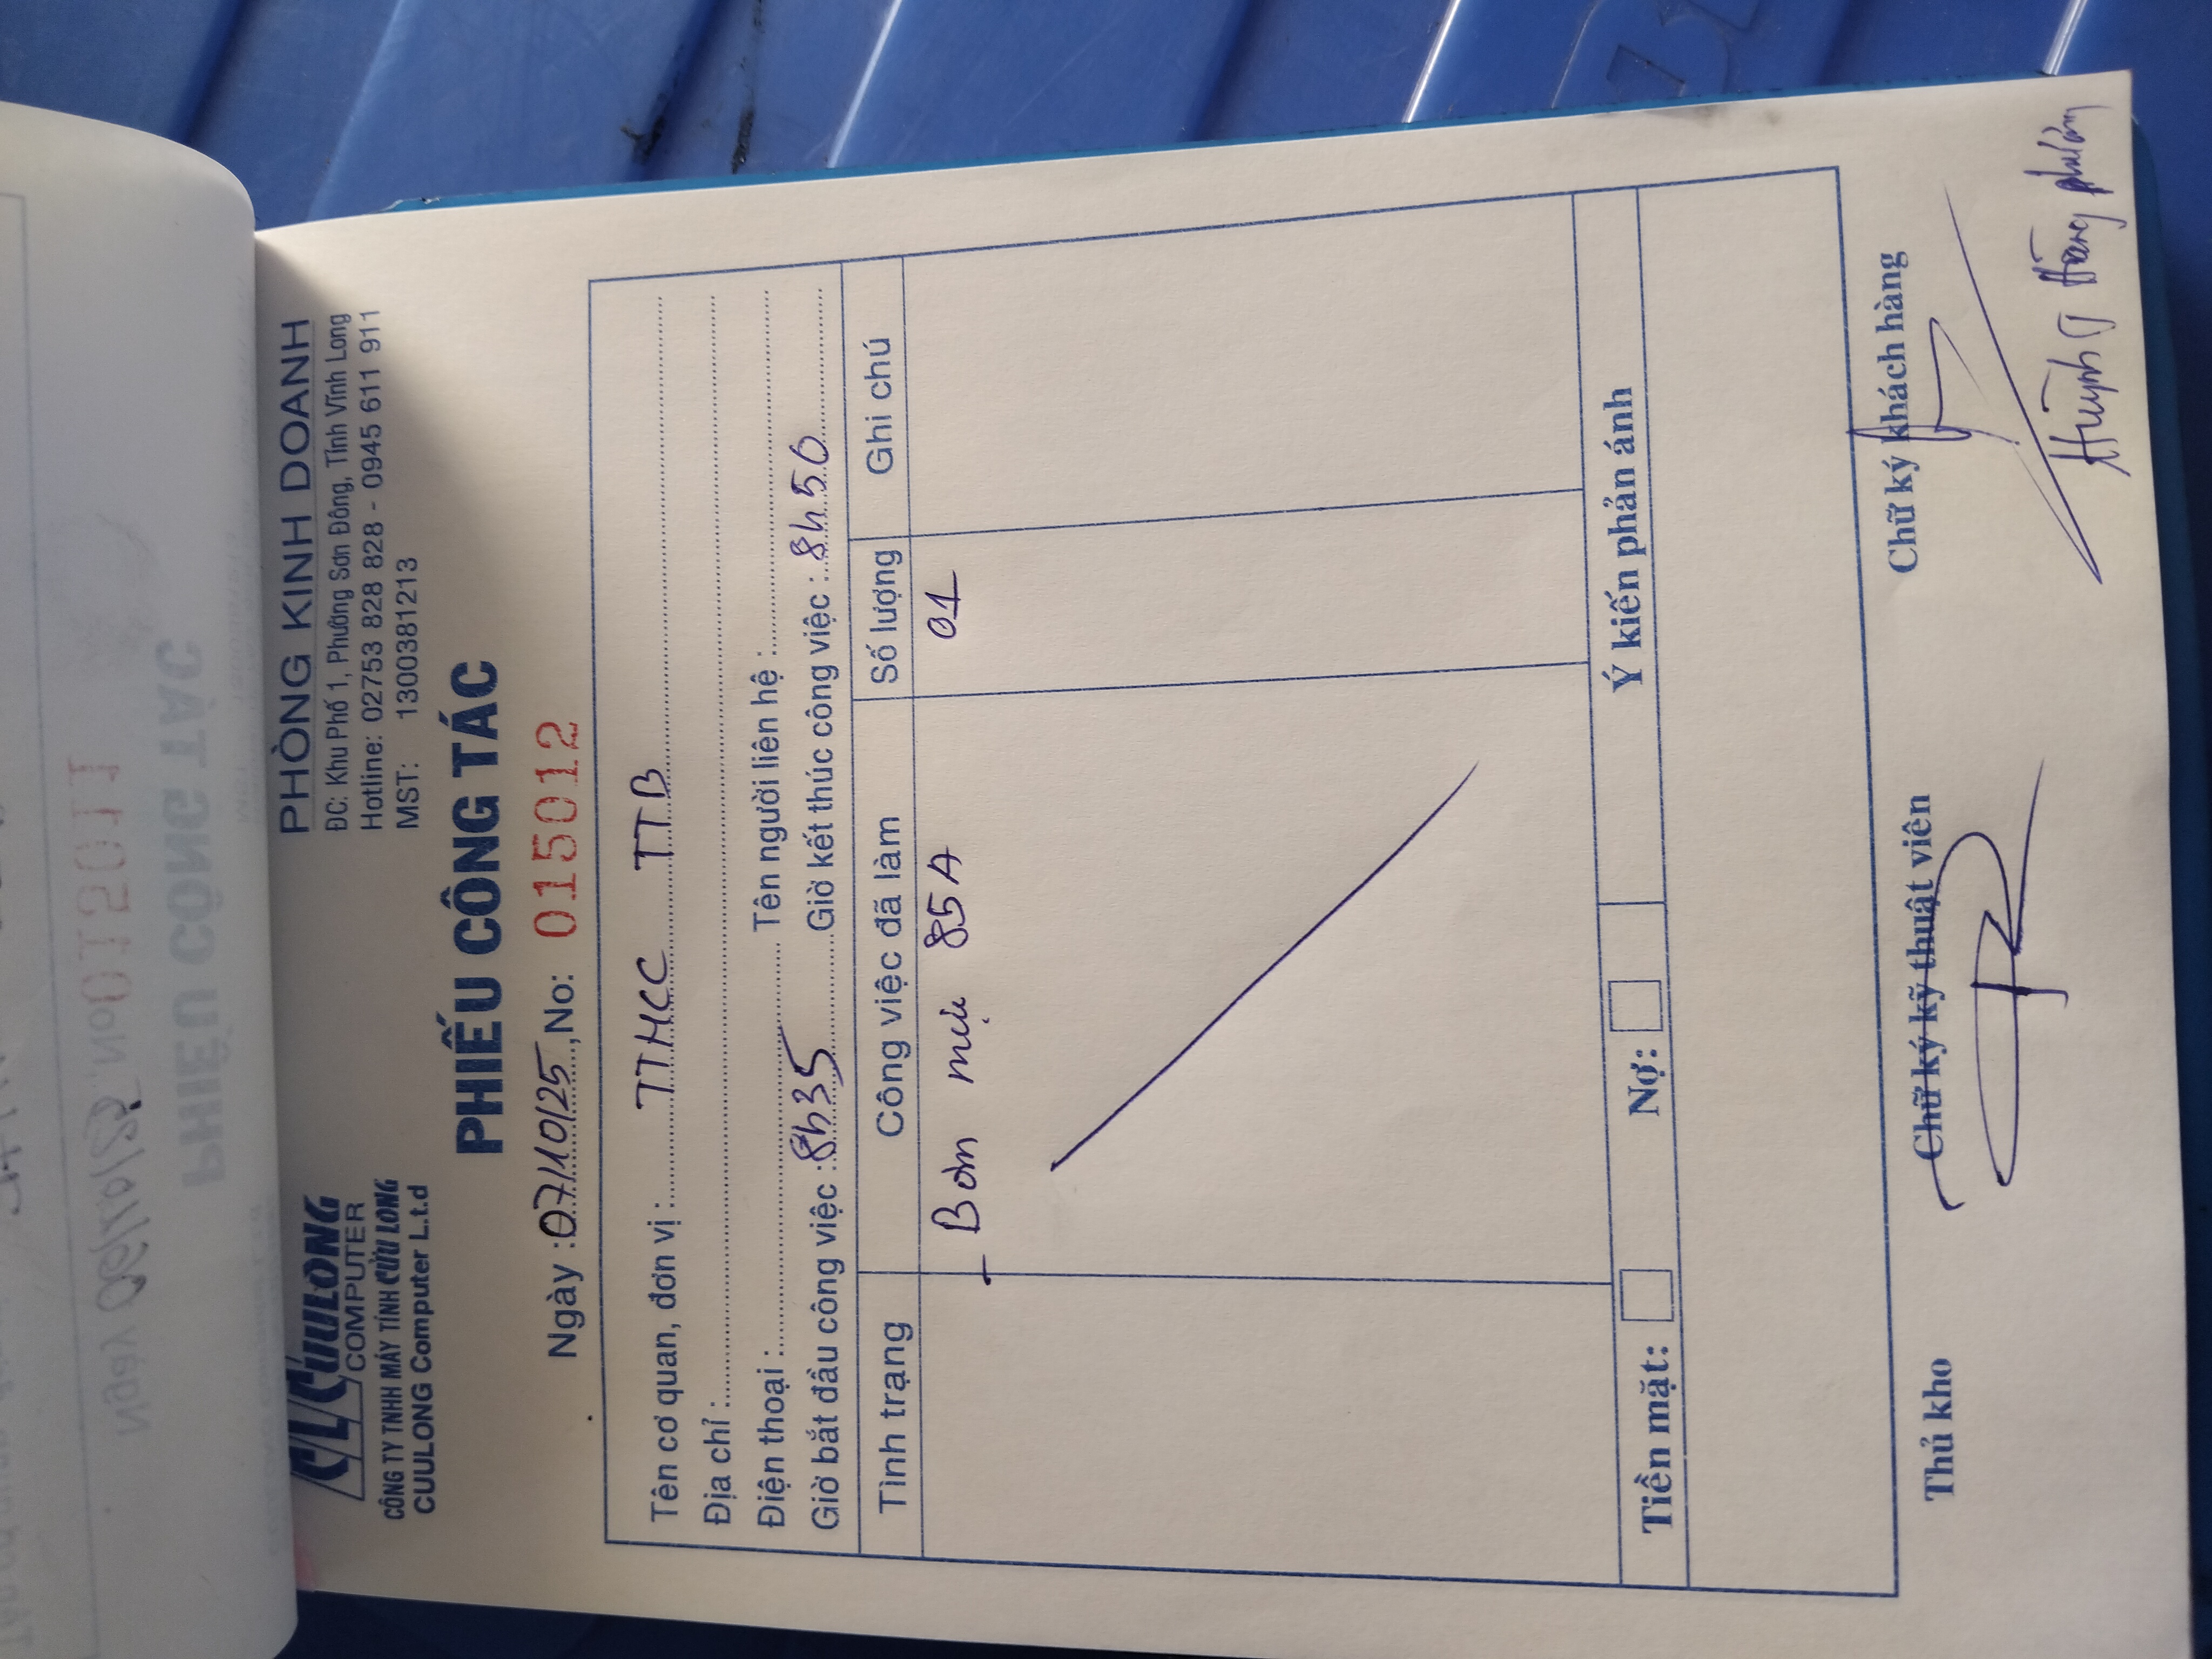 CL CỬULONG
COMPUTER
CÔNG TY TNHH MÁY TÍNH CỬU LONG
CUULONG Computer L.t.d
PHÒNG KINH DOANH
ĐC: Khu Phố 1, Phường Sơn Đông, Tỉnh Vĩnh Long
Hotline: 02753 828 828 - 0945 611 911
MST: 1300381213
PHIẾU CÔNG TÁC
Ngày : 07/10/25, No: 015012
Tên cơ quan, đơn vị : TTHCC TTB
Địa chỉ :
Điện thoại : Tên người liên hệ :
Giờ bắt đầu công việc : 8h35 Giờ kết thúc công việc : 8h50
Tình trạng Công việc đã làm Số lượng Ghi chú
- Bơm mực 85A 01
Tiền mặt: Nợ: Ý kiến phản ánh
Thủ kho Chữ ký kỹ thuật viên Chữ ký khách hàng
Huỳnh